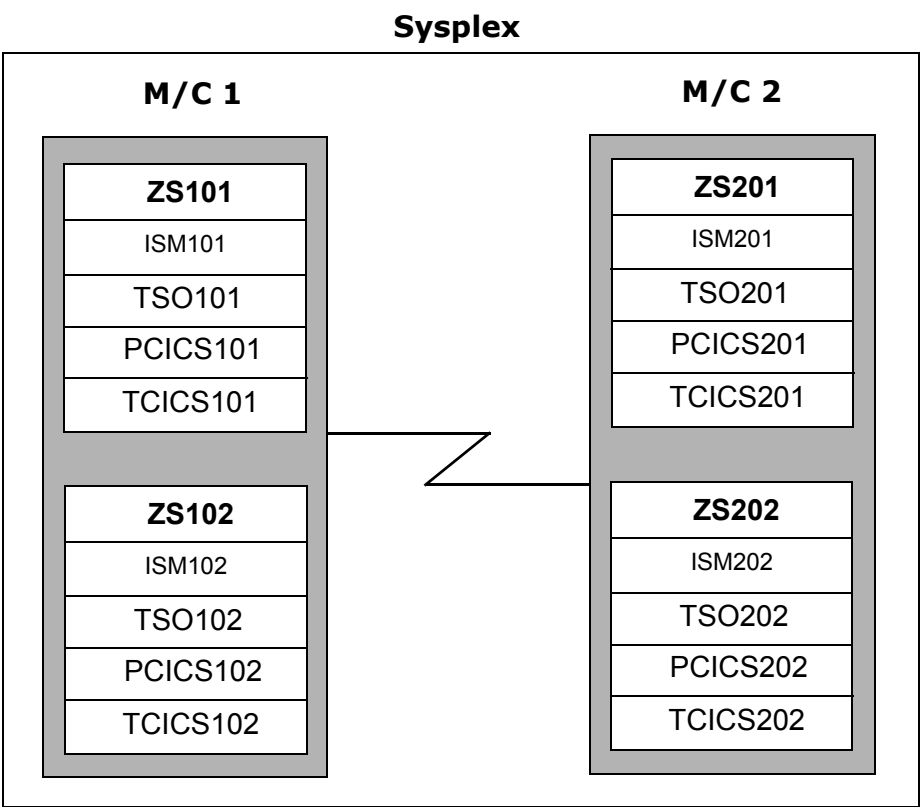 Sysplex
M/C 1
ZS101
ISM101
TSO101
PCICS101
TCICS101
ZS102
ISM102
TSO102
PCICS102
TCICS102
M/C 2
ZS201
ISM201
TSO201
PCICS201
TCICS201
ZS202
ISM202
TSO202
PCICS202
TCICS202